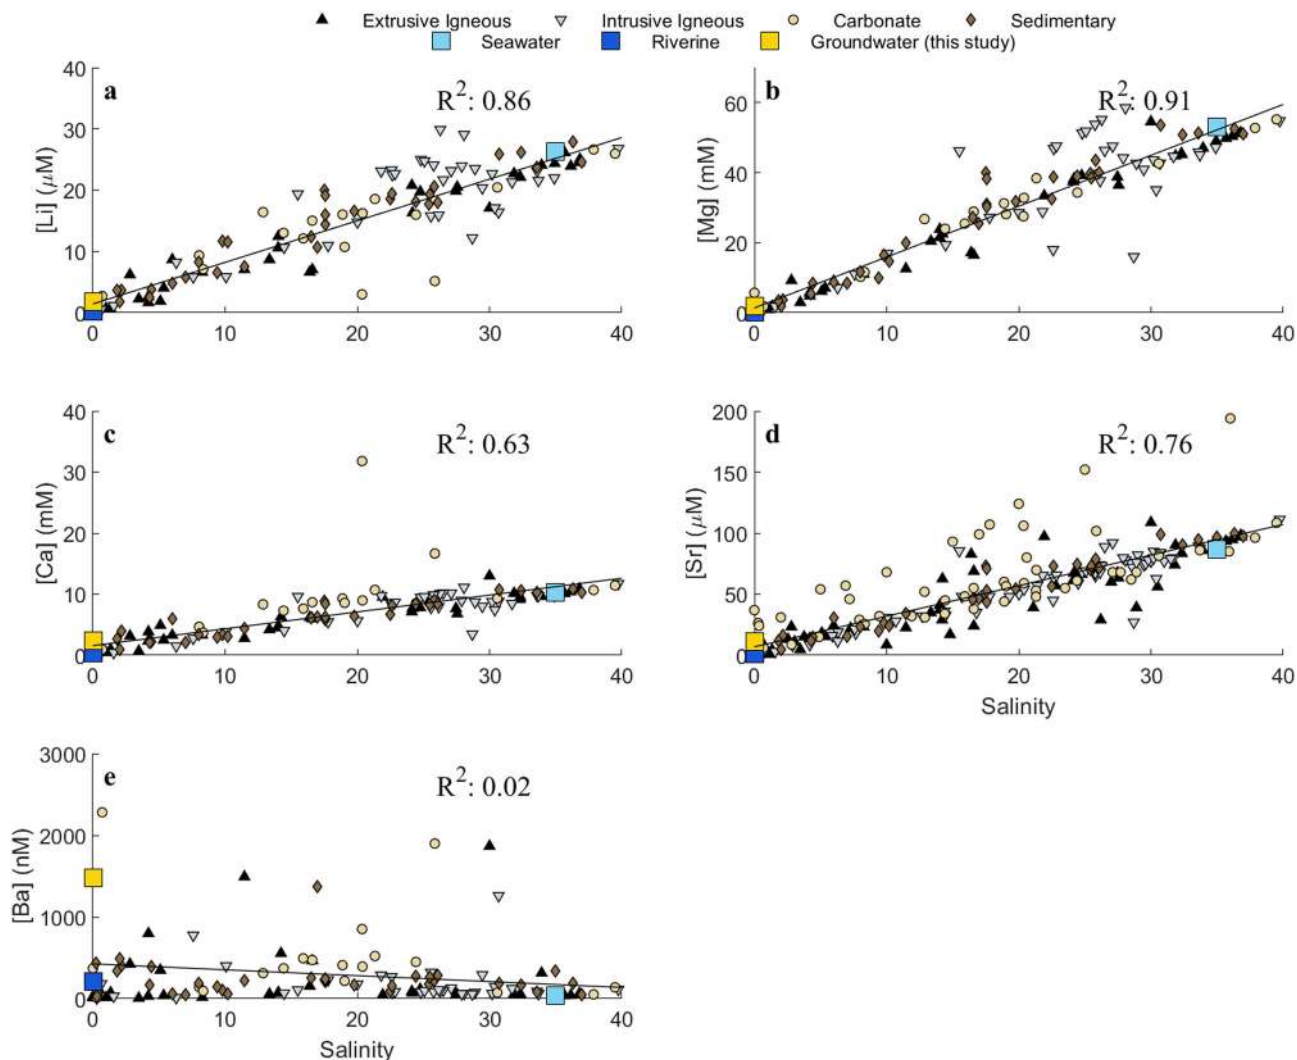 Extrusive Igneous Intrusive Igneous Carbonate Sedimentary
Seawater Riverine Groundwater (this study)
a
R²: 0.86
[Li] (μM)
40
30
20
10
0
0 10 20 30 40
b
R²: 0.91
[Mg] (mM)
60
40
20
0
0 10 20 30 40
c
R²: 0.63
[Ca] (mM)
40
30
20
10
0
0 10 20 30 40
d
R²: 0.76
[Sr] (μM)
200
150
100
50
0
0 10 20 30 40
Salinity
e
R²: 0.02
[Ba] (nM)
3000
2000
1000
0
0 10 20 30 40
Salinity